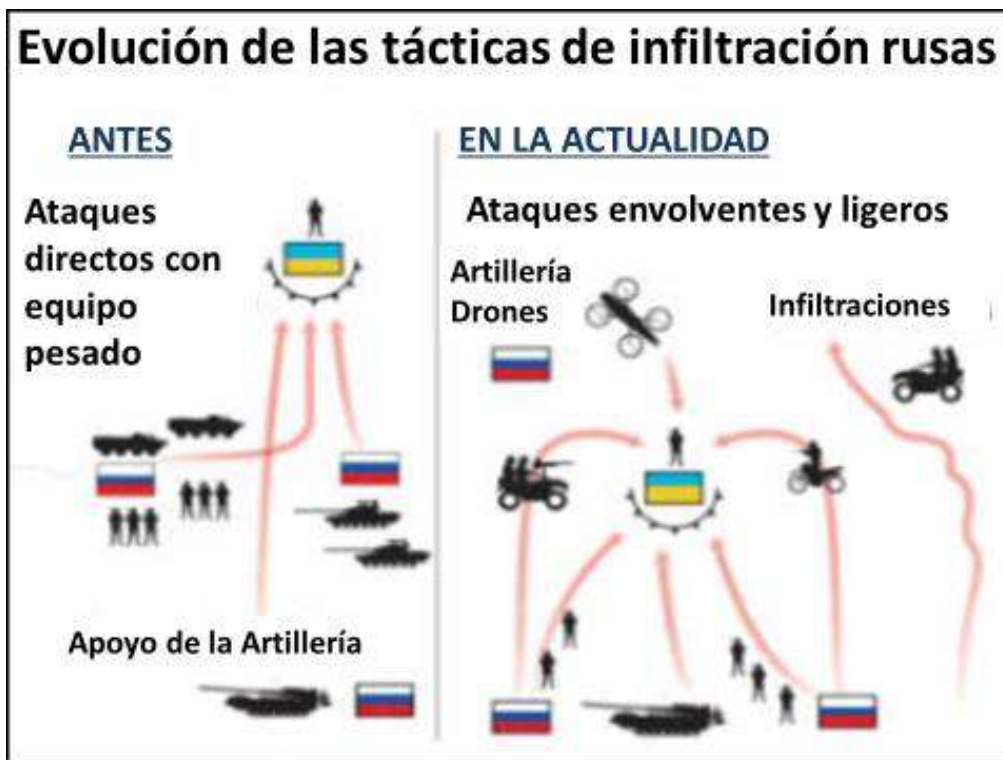 Evolución de las tácticas de infiltración rusas
ANTES
Ataques
directos con
equipo
pesado
Apoyo de la Artillería
EN LA ACTUALIDAD
Ataques envolventes y ligeros
Artillería
Drones
Infiltraciones